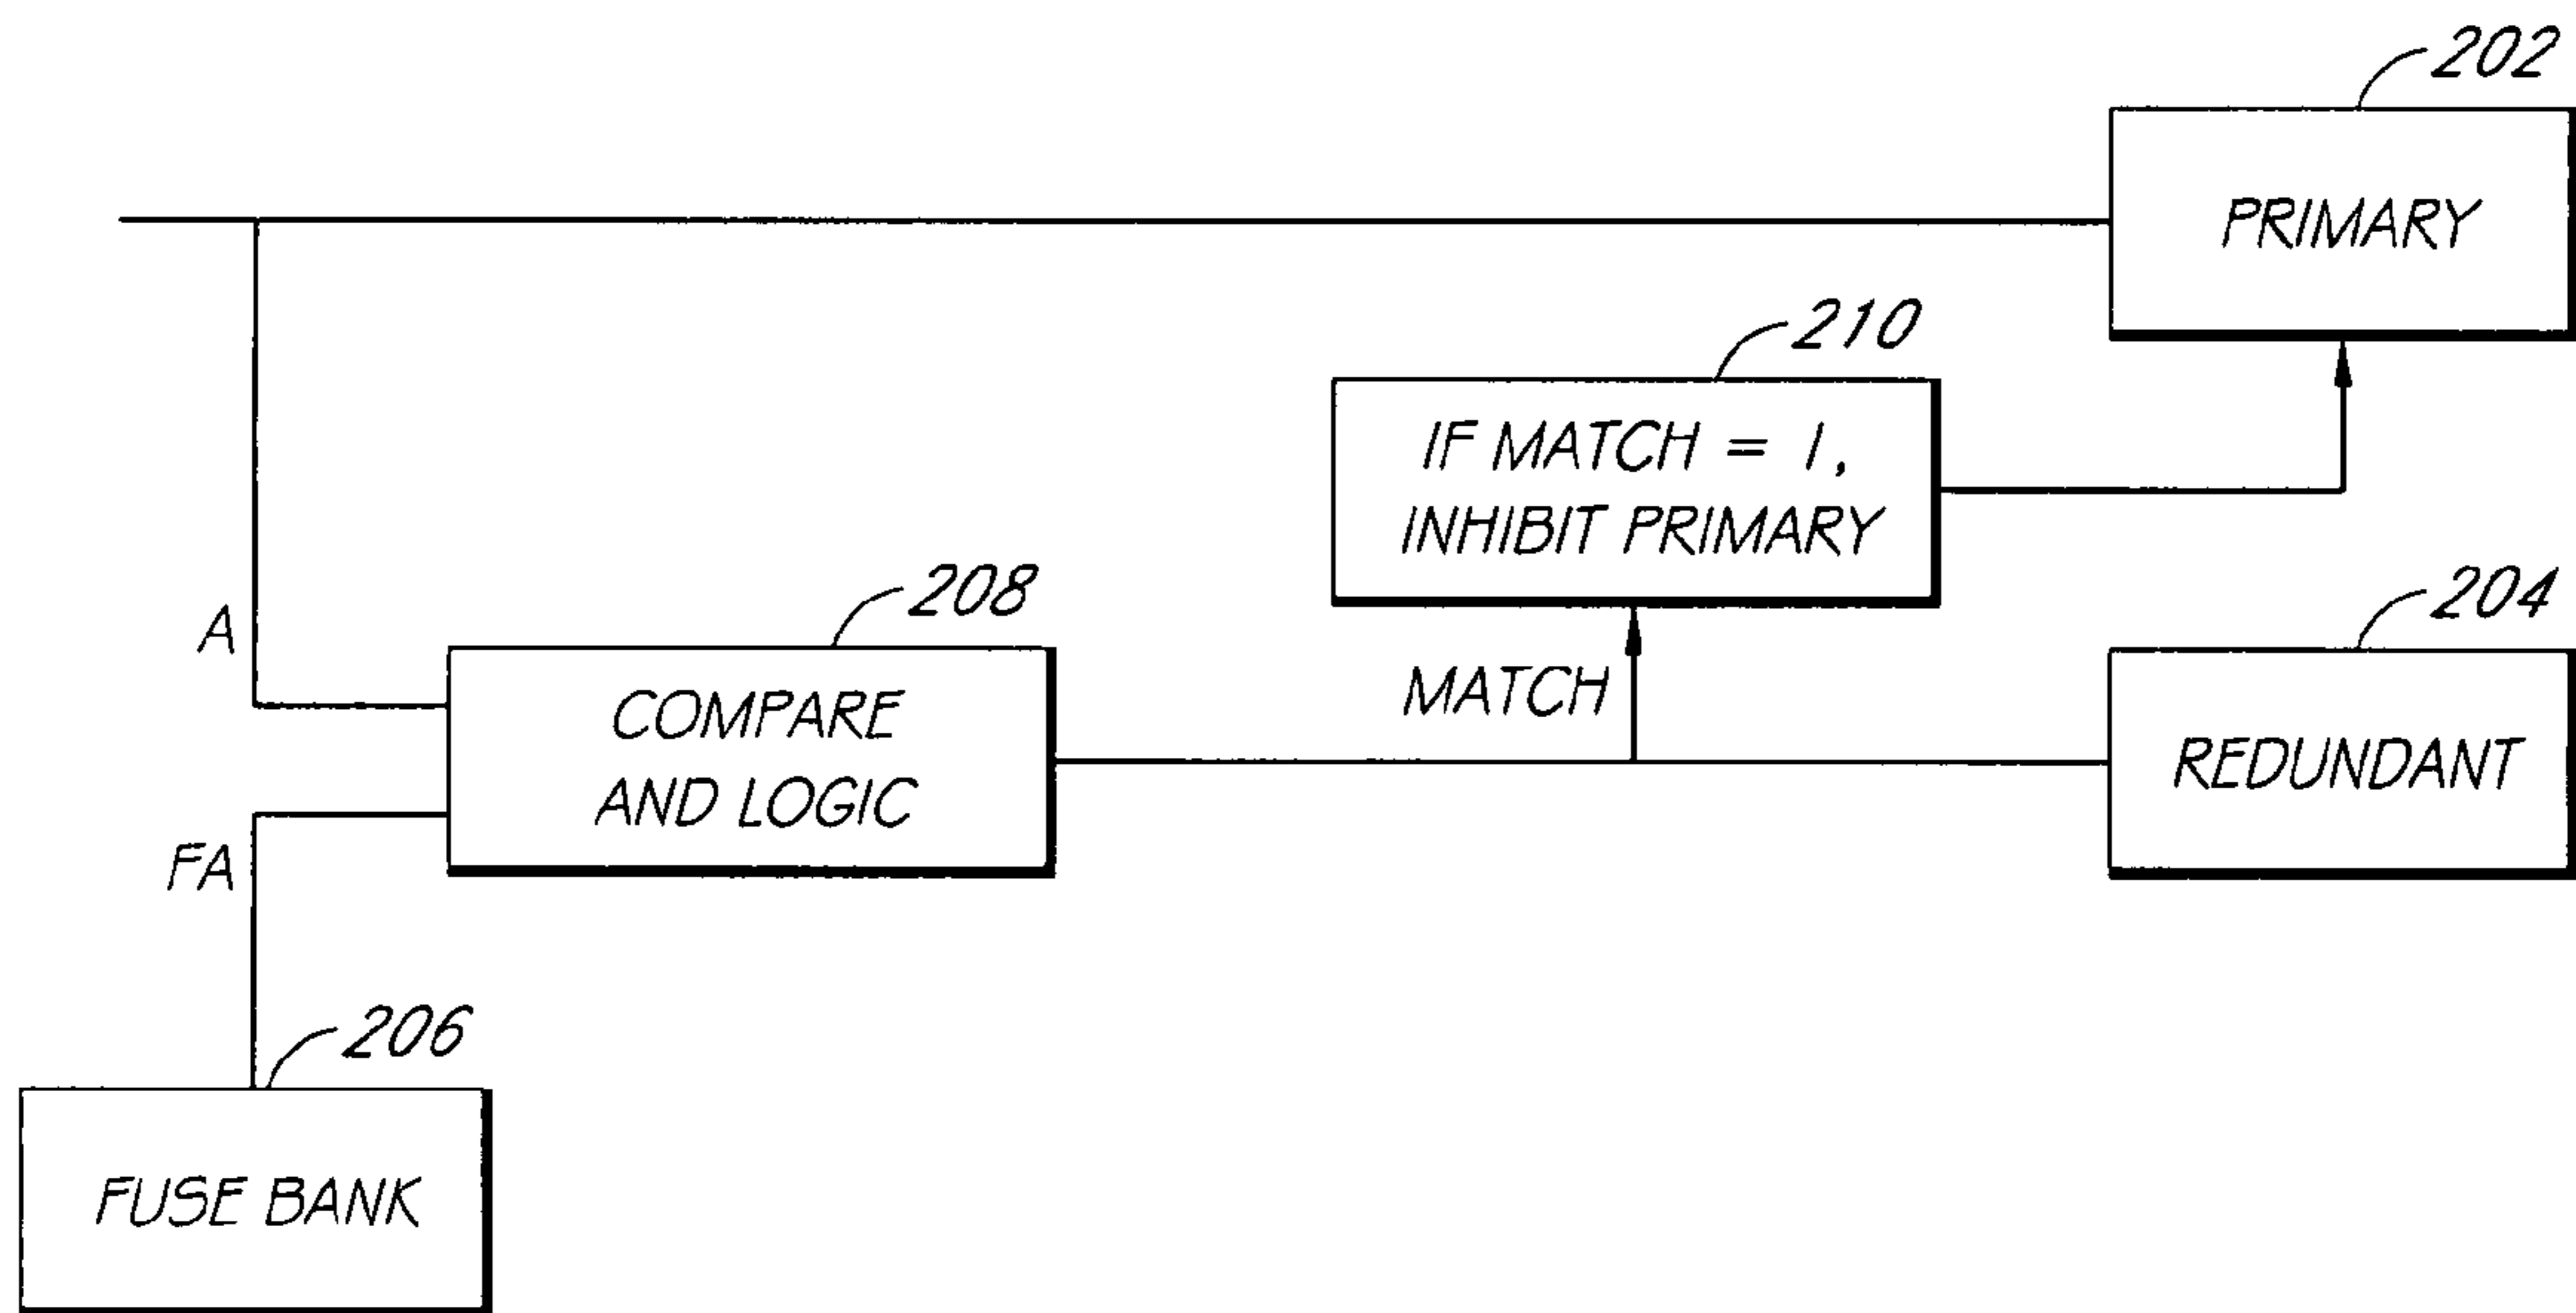 202
PRIMARY
210
IF MATCH = 1,
INHIBIT PRIMARY
208
204
A
MATCH
COMPARE
AND LOGIC
REDUNDANT
FA
206
FUSE BANK